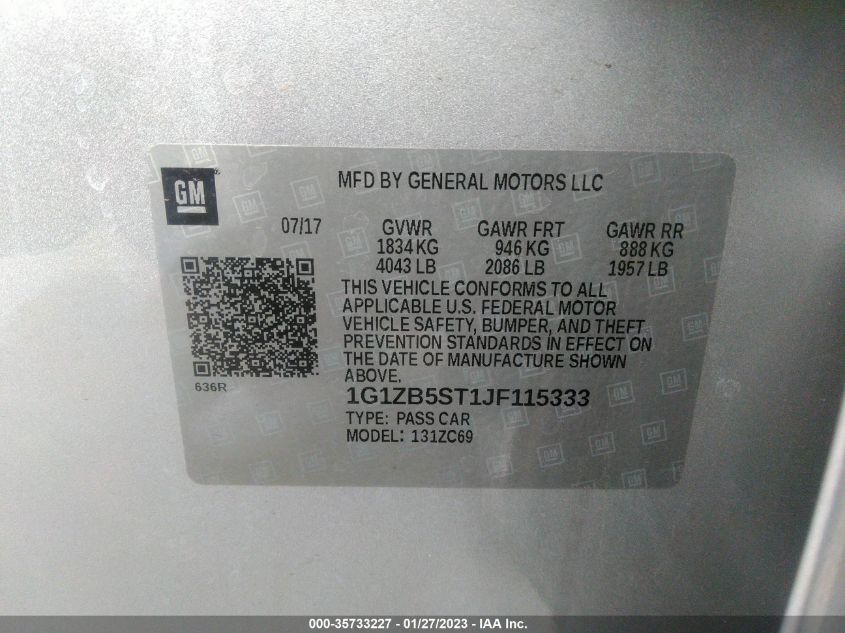 GM
MFD BY GENERAL MOTORS LLC
07/17 GVWR GAWR FRT GAWR RR
1834 KG 946 KG 888 KG
4043 LB 2086 LB 1957 LB
THIS VEHICLE CONFORMS TO ALL
APPLICABLE U.S. FEDERAL MOTOR
VEHICLE SAFETY, BUMPER, AND THEFT
PREVENTION STANDARDS IN EFFECT ON
THE DATE OF MANUFACTURE SHOWN
ABOVE.
636R
1G1ZB5ST1JF115333
TYPE: PASS CAR
MODEL: 131ZC69
000-35733227 - 01/27/2023 - IAA Inc.